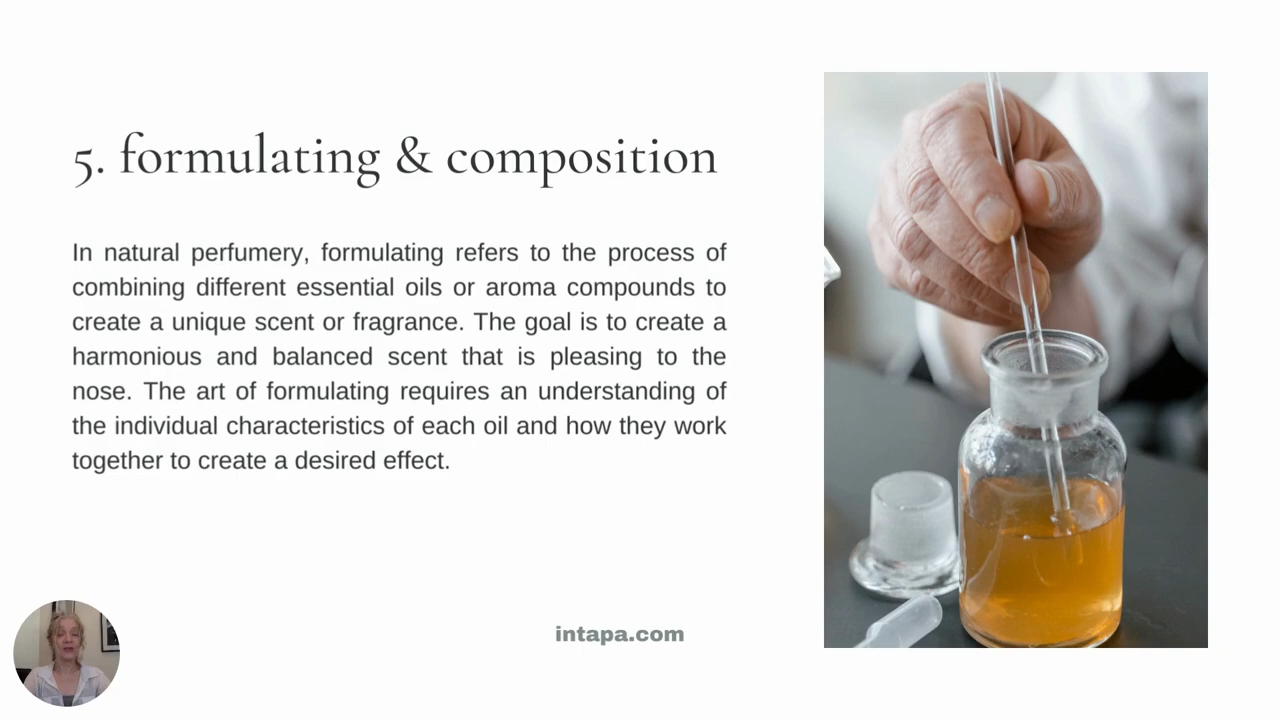 5. formulating & composition
In natural perfumery, formulating refers to the process of
combining different essential oils or aroma compounds to
create a unique scent or fragrance. The goal is to create a
harmonious and balanced scent that is pleasing to the
nose. The art of formulating requires an understanding of
the individual characteristics of each oil and how they work
together to create a desired effect.
intapa.com